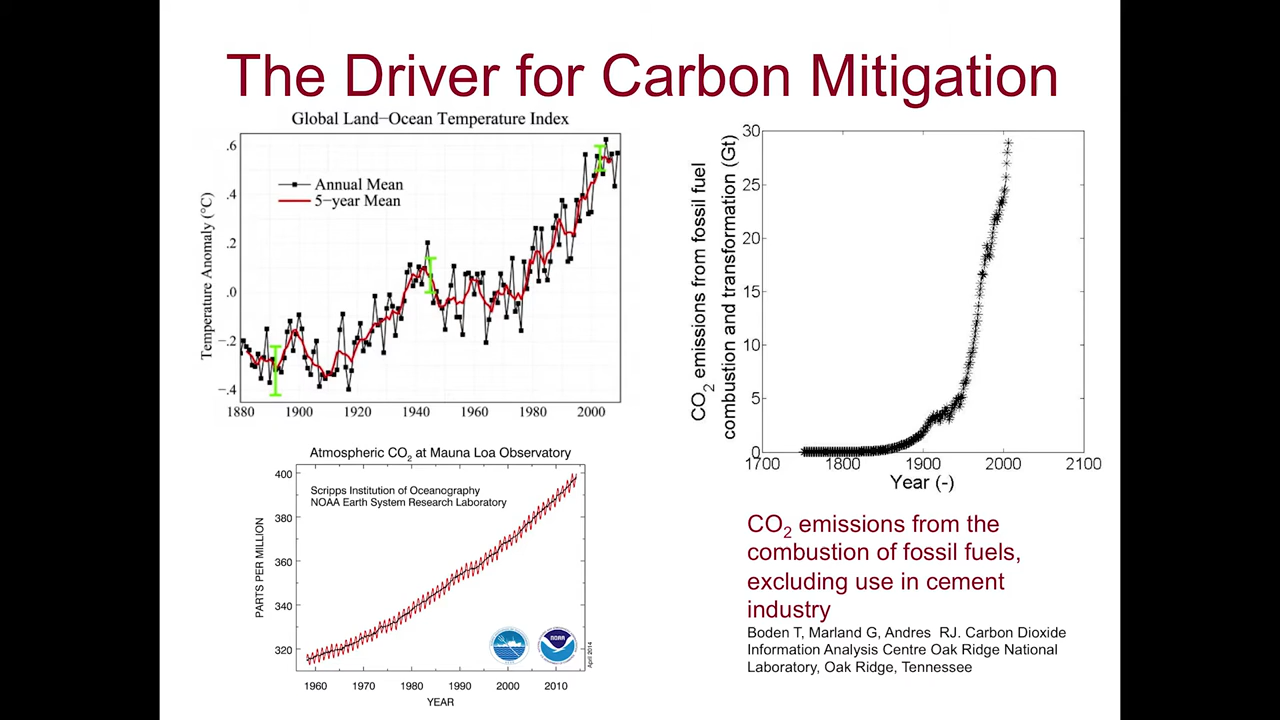 The Driver for Carbon Mitigation
Global Land−Ocean Temperature Index
.6
.4
.2
.0
−.2
−.4
Temperature Anomaly (°C)
Annual Mean
5−year Mean
1880 1900 1920 1940 1960 1980 2000
Atmospheric CO2 at Mauna Loa Observatory
Scripps Institution of Oceanography
NOAA Earth System Research Laboratory
400
380
360
340
320
PARTS PER MILLION
1960 1970 1980 1990 2000 2010
YEAR
NOAA
April 2014
30
25
20
15
10
5
0
CO2 emissions from fossil fuel
combustion and transformation (Gt)
1700 1800 1900 2000 2100
Year (-)
CO2 emissions from the
combustion of fossil fuels,
excluding use in cement
industry
Boden T, Marland G, Andres RJ. Carbon Dioxide
Information Analysis Centre Oak Ridge National
Laboratory, Oak Ridge, Tennessee